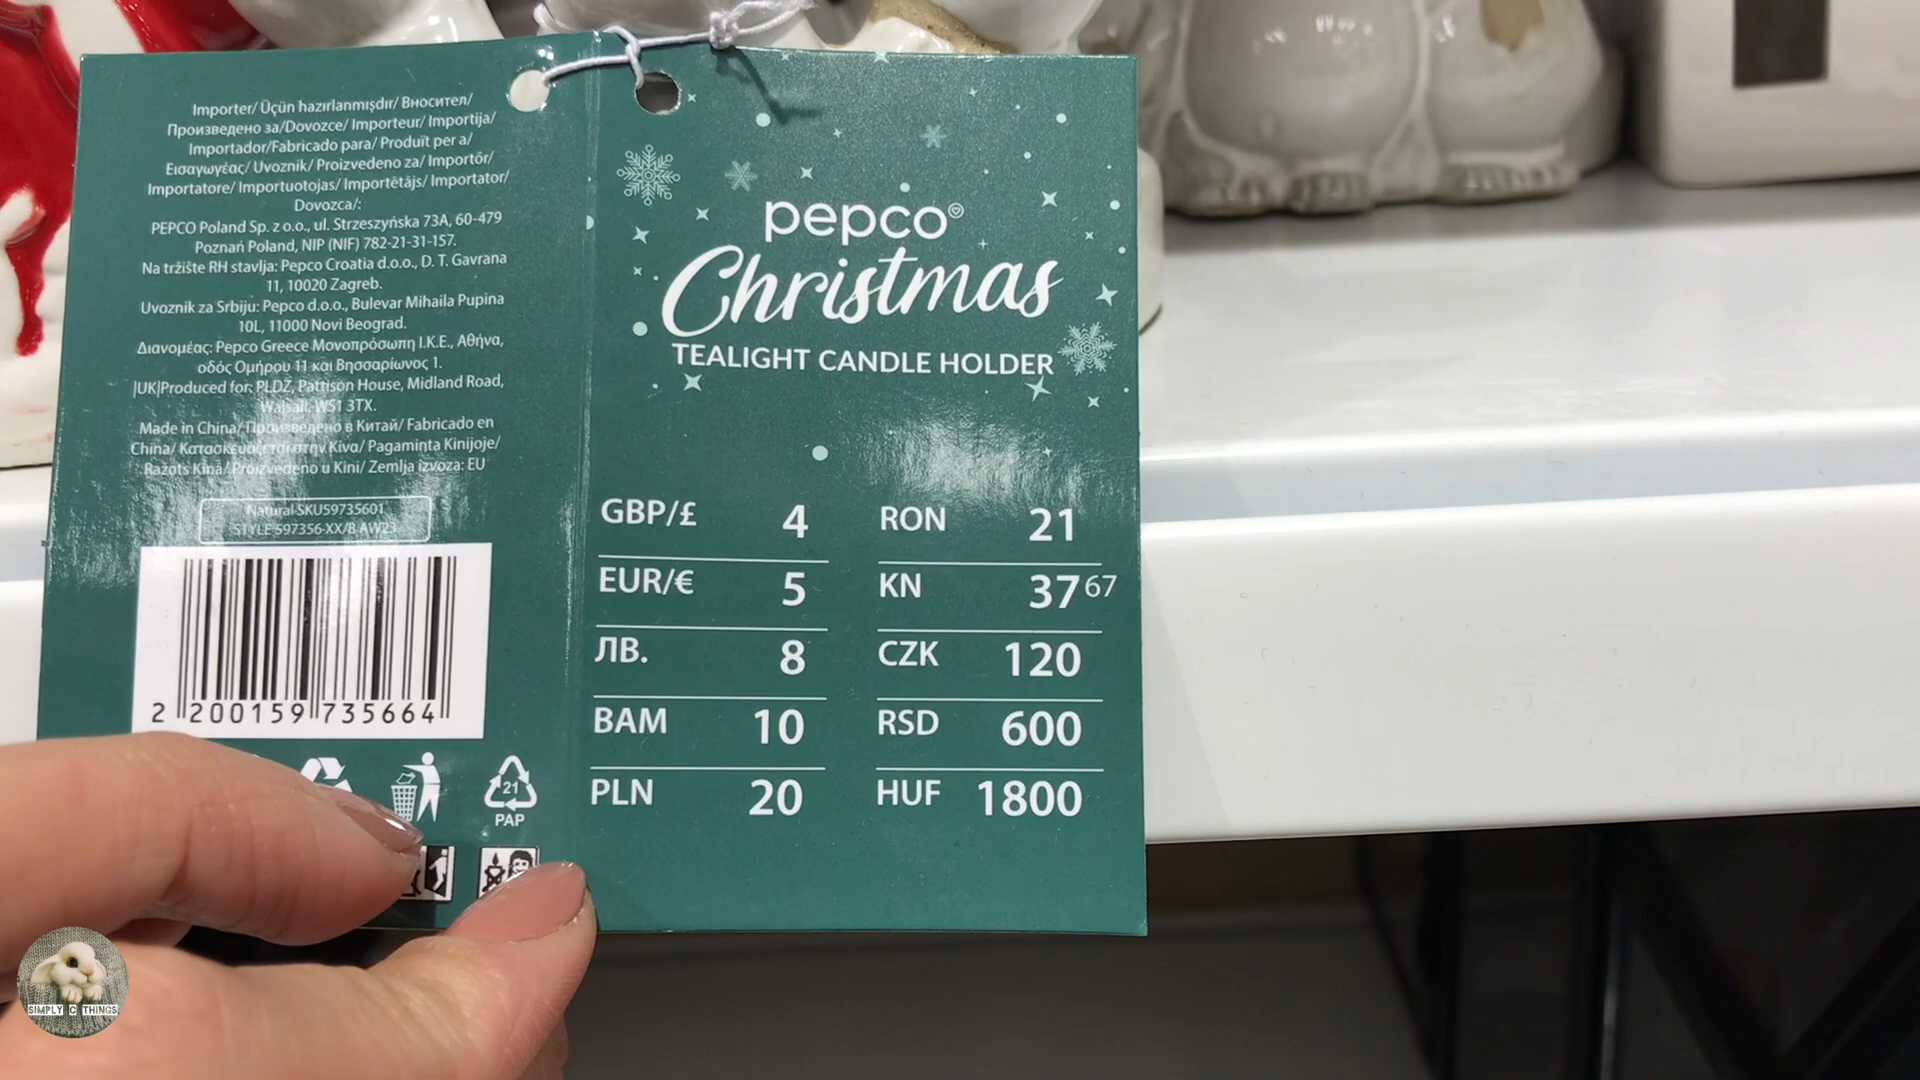 Importer/ Üçün hazırlanmışdır/ Вносител/
Произведено за/Dovozce/ Importeur/ Importija/
Importador/Fabricado para/ Produït per a/
Εισαγωγέας/ Uvoznik/ Proizvedeno za/ Importőr/
Importatore/ Importuotojas/ Importētājs/ Importator/
Dovozca/:
PEPCO Poland Sp. z o.o., ul. Strzeszyńska 73A, 60-479
Poznań Poland, NIP (NIF) 782-21-31-157.
Na tržište RH stavlja: Pepco Croatia d.o.o., D. T. Gavrana
11, 10020 Zagreb.
Uvoznik za Srbiju: Pepco d.o.o., Bulevar Mihaila Pupina
10L, 11000 Novi Beograd.
Διανομέας: Pepco Greece Μονοπρόσωπη Ι.Κ.Ε., Αθήνα,
οδός Ομήρου 11 και Βησσαρίωνος 1.
|UK|Produced for: PLDZ, Pattison House, Midland Road,
Walsall, WS1 3TX.
Made in China/ Произведено в Китай/ Fabricado en
China/ Κατασκευάζεται στην Κίνα/ Pagaminta Kinijoje/
Ražots Ķīnā/ Proizvedeno u Kini/ Zemlja izvoza: EU
Natural SKU59735601
STYLE 597356-XX/B AW23
2 200159 735664
21
PAP
pepco
Christmas
TEALIGHT CANDLE HOLDER
GBP/£ 4
EUR/€ 5
ЛВ. 8
BAM 10
PLN 20
RON 21
KN 37 67
CZK 120
RSD 600
HUF 1800
SIMPLY C THINGS